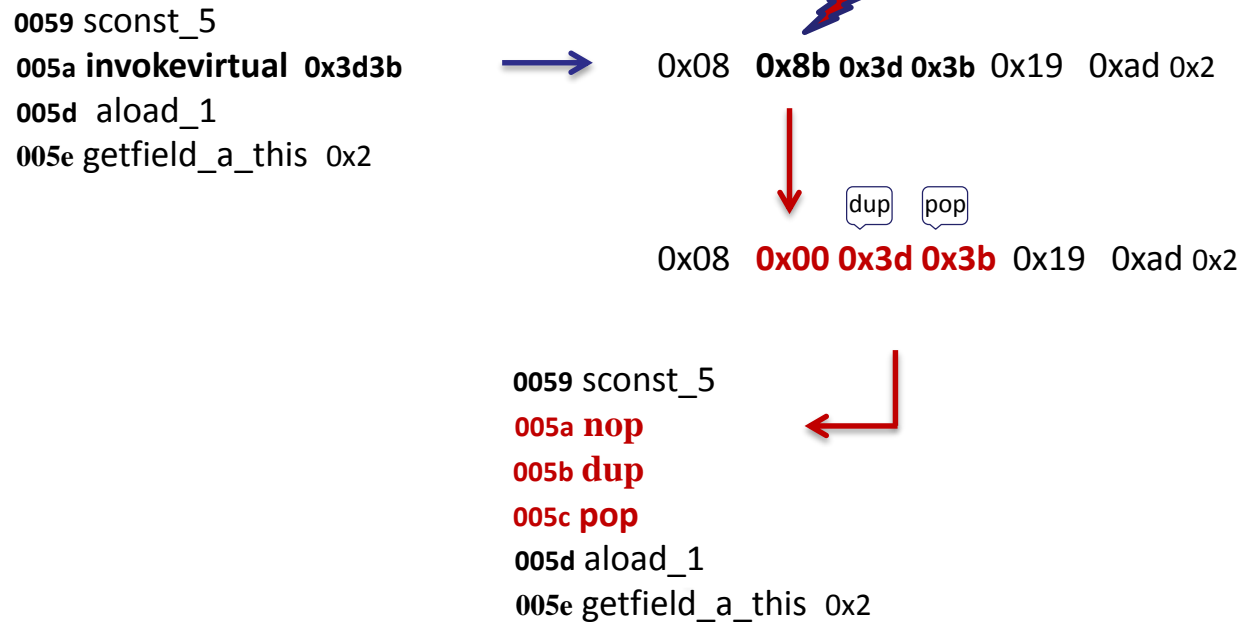 0059 sconst_5
005a invokevirtual 0x3d3b
005d aload_1
005e getfield_a_this 0x2
0x08 0x8b 0x3d 0x3b 0x19 0xad 0x2
dup pop
0x08 0x00 0x3d 0x3b 0x19 0xad 0x2
0059 sconst_5
005a nop
005b dup
005c pop
005d aload_1
005e getfield_a_this 0x2